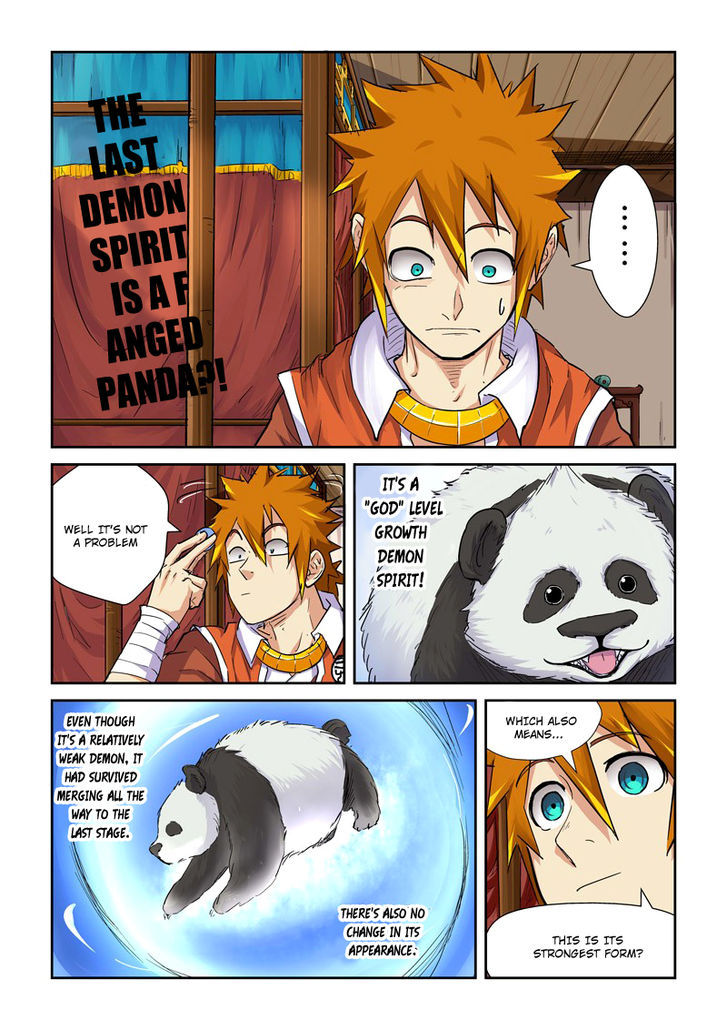 THE
LAST
DEMON
SPIRIT
IS A F
ANGED
PANDA?!
.....
WELL IT'S NOT
A PROBLEM
IT'S A
"GOD" LEVEL
GROWTH
DEMON
SPIRIT!
EVEN THOUGH
IT'S A RELATIVELY
WEAK DEMON, IT
HAD SURVIVED
MERGING ALL THE
WAY TO THE
LAST STAGE.
THERE'S ALSO NO
CHANGE IN ITS
APPEARANCE.
WHICH ALSO
MEANS...
THIS IS ITS
STRONGEST FORM?